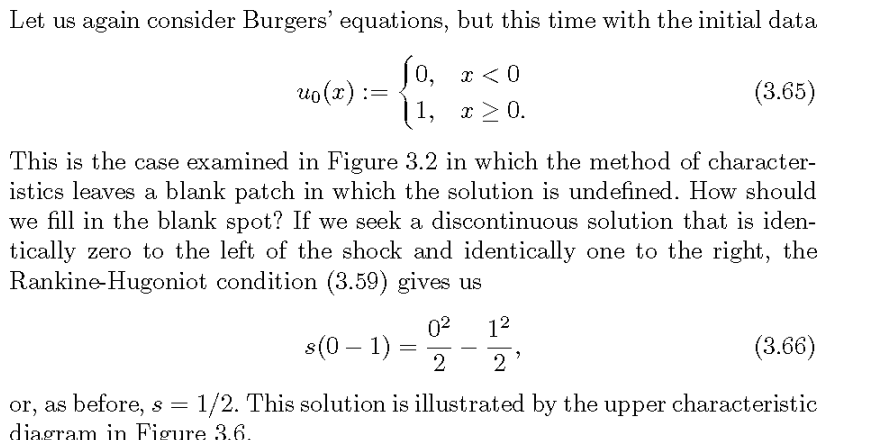 Let us again consider Burgers' equations, but this time with the initial data
u₀(x) := { 0, x < 0
1, x ≥ 0. (3.65)
This is the case examined in Figure 3.2 in which the method of character-
istics leaves a blank patch in which the solution is undefined. How should
we fill in the blank spot? If we seek a discontinuous solution that is iden-
tically zero to the left of the shock and identically one to the right, the
Rankine-Hugoniot condition (3.59) gives us
s(0 − 1) = 0²/2 − 1²/2, (3.66)
or, as before, s = 1/2. This solution is illustrated by the upper characteristic
diagram in Figure 3.6.